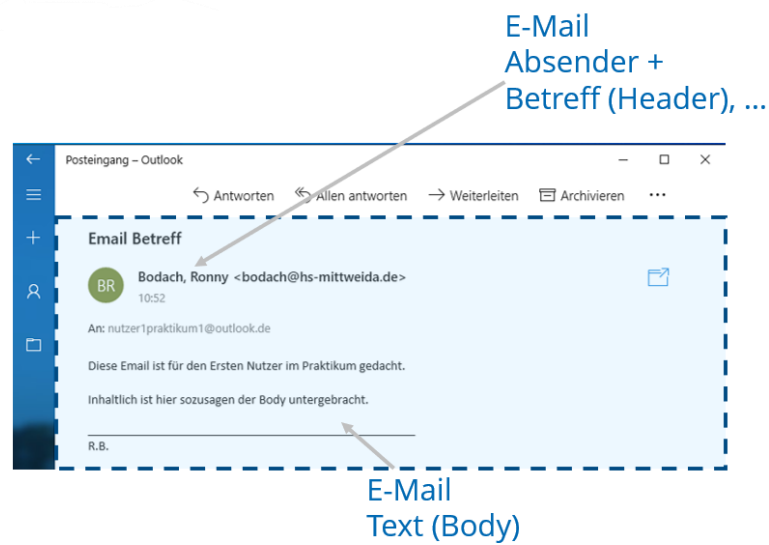 E-Mail
Absender +
Betreff (Header), ...
Posteingang – Outlook
Antworten
Allen antworten
Weiterleiten
Archivieren
Email Betreff
BR
Bodach, Ronny <bodach@hs-mittweida.de>
10:52
An: nutzer1praktikum1@outlook.de
Diese Email ist für den Ersten Nutzer im Praktikum gedacht.
Inhaltlich ist hier sozusagen der Body untergebracht.
R.B.
E-Mail
Text (Body)